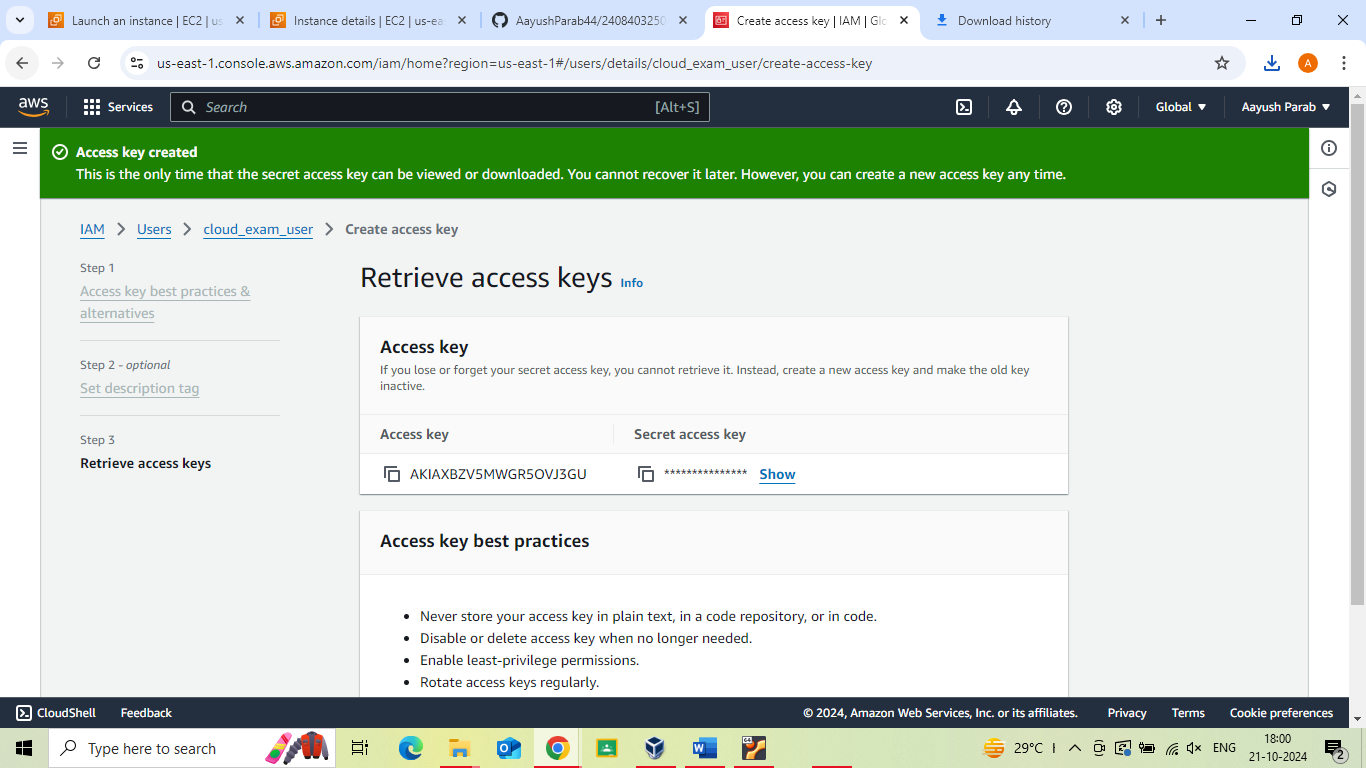 Launch an instance | EC2 | us
Instance details | EC2 | us-ea
AayushParab44/2408403250
Create access key | IAM | Glo
Download history
us-east-1.console.aws.amazon.com/iam/home?region=us-east-1#/users/details/cloud_exam_user/create-access-key
A
aws
Services
Search
[Alt+S]
Global
Aayush Parab
Access key created
This is the only time that the secret access key can be viewed or downloaded. You cannot recover it later. However, you can create a new access key any time.
IAM
Users
cloud_exam_user
Create access key
Step 1
Access key best practices &
alternatives
Step 2 - optional
Set description tag
Step 3
Retrieve access keys
Retrieve access keys Info
Access key
If you lose or forget your secret access key, you cannot retrieve it. Instead, create a new access key and make the old key
inactive.
Access key
Secret access key
AKIAXBZV5MWGR5OVJ3GU
*************** Show
Access key best practices
• Never store your access key in plain text, in a code repository, or in code.
• Disable or delete access key when no longer needed.
• Enable least-privilege permissions.
• Rotate access keys regularly.
CloudShell
Feedback
© 2024, Amazon Web Services, Inc. or its affiliates.
Privacy
Terms
Cookie preferences
Type here to search
29°C
ENG
18:00
21-10-2024
2